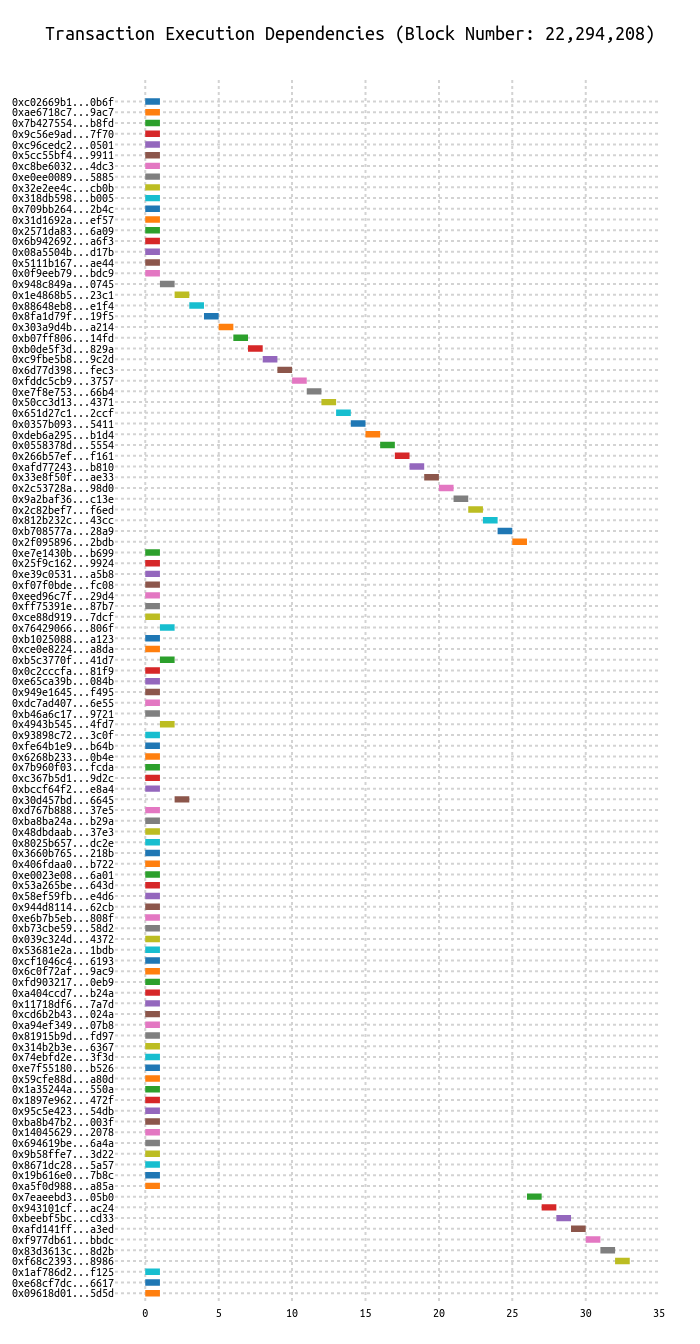 Transaction Execution Dependencies (Block Number: 22,294,208)
0xc02669b1...0b6f
0xae6718c7...9ac7
0x7b427554...b8fd
0x9c56e9ad...7f70
0xc96cedc2...0501
0x5cc55bf4...9911
0xc8be6032...4dc3
0xe0ee0089...5885
0x32e2ee4c...cb0b
0x318db598...b005
0x709bb264...2b4c
0x31d1692a...ef57
0x2571da83...6a09
0x6b942692...a6f3
0x08a5504b...d17b
0x5111b167...ae44
0x0f9eeb79...bdc9
0x948c849a...0745
0x1e4868b5...23c1
0x88648eb8...e1f4
0x8fa1d79f...19f5
0x303a9d4b...a214
0xb07ff806...14fd
0xb0de5f3d...829a
0xc9fbe5b8...9c2d
0x6d77d398...fec3
0xfddc5cb9...3757
0xe7f8e753...66b4
0x50cc3d13...4371
0x651d27c1...2ccf
0x0357b093...5411
0xdeb6a295...b1d4
0x0558378d...5554
0x266b57ef...f161
0xafd77243...b810
0x33e8f50f...ae33
0x2c53728a...98d0
0x9a2baf36...c13e
0x2c82bef7...f6ed
0x812b232c...43cc
0xb708577a...28a9
0x2f095896...2bdb
0xe7e1430b...b699
0x25f9c162...9924
0xe39c0531...a5b8
0xf07f0bde...fc08
0xeed96c7f...29d4
0xff75391e...87b7
0xce88d919...7dcf
0x76429066...806f
0xb1025088...a123
0xce0e8224...a8da
0xb5c3770f...41d7
0x0c2cccfa...81f9
0xe65ca39b...084b
0x949e1645...f495
0xdc7ad407...6e55
0xb46a6c17...9721
0x4943b545...4fd7
0x93898c72...3c0f
0xfe64b1e9...b64b
0x6268b233...0b4e
0x7b960f03...fcda
0xc367b5d1...9d2c
0xbccf64f2...e8a4
0x30d457bd...6645
0xd767b888...37e5
0xba8ba24a...b29a
0x48dbdaab...37e3
0x8025b657...dc2e
0x3660b765...218b
0x406fdaa0...b722
0xe0023e08...6a01
0x53a265be...643d
0x58ef59fb...e4d6
0x944d8114...62cb
0xe6b7b5eb...808f
0xb73cbe59...58d2
0x039c324d...4372
0x53681e2a...1bdb
0xcf1046c4...6193
0x6c0f72af...9ac9
0xfd903217...0eb9
0xa404ccd7...b24a
0x11718df6...7a7d
0xcd6b2b43...024a
0xa94ef349...07b8
0x81915b9d...fd97
0x314b2b3e...6367
0x74ebfd2e...3f3d
0xe7f55180...b526
0x59cfe88d...a80d
0x1a35244a...550a
0x1897e962...472f
0x95c5e423...54db
0xba8b47b2...003f
0x14045629...2078
0x694619be...6a4a
0x9b58ffe7...3d22
0x8671dc28...5a57
0x19b616e0...7b8c
0xa5f0d988...a85a
0x7eaeebd3...05b0
0x943101cf...ac24
0xbeebf5bc...cd33
0xafd141ff...a3ed
0xf977db61...bbdc
0x83d3613c...8d2b
0xf68c2393...8986
0x1af786d2...f125
0xe68cf7dc...6617
0x09618d01...5d5d
0 5 10 15 20 25 30 35